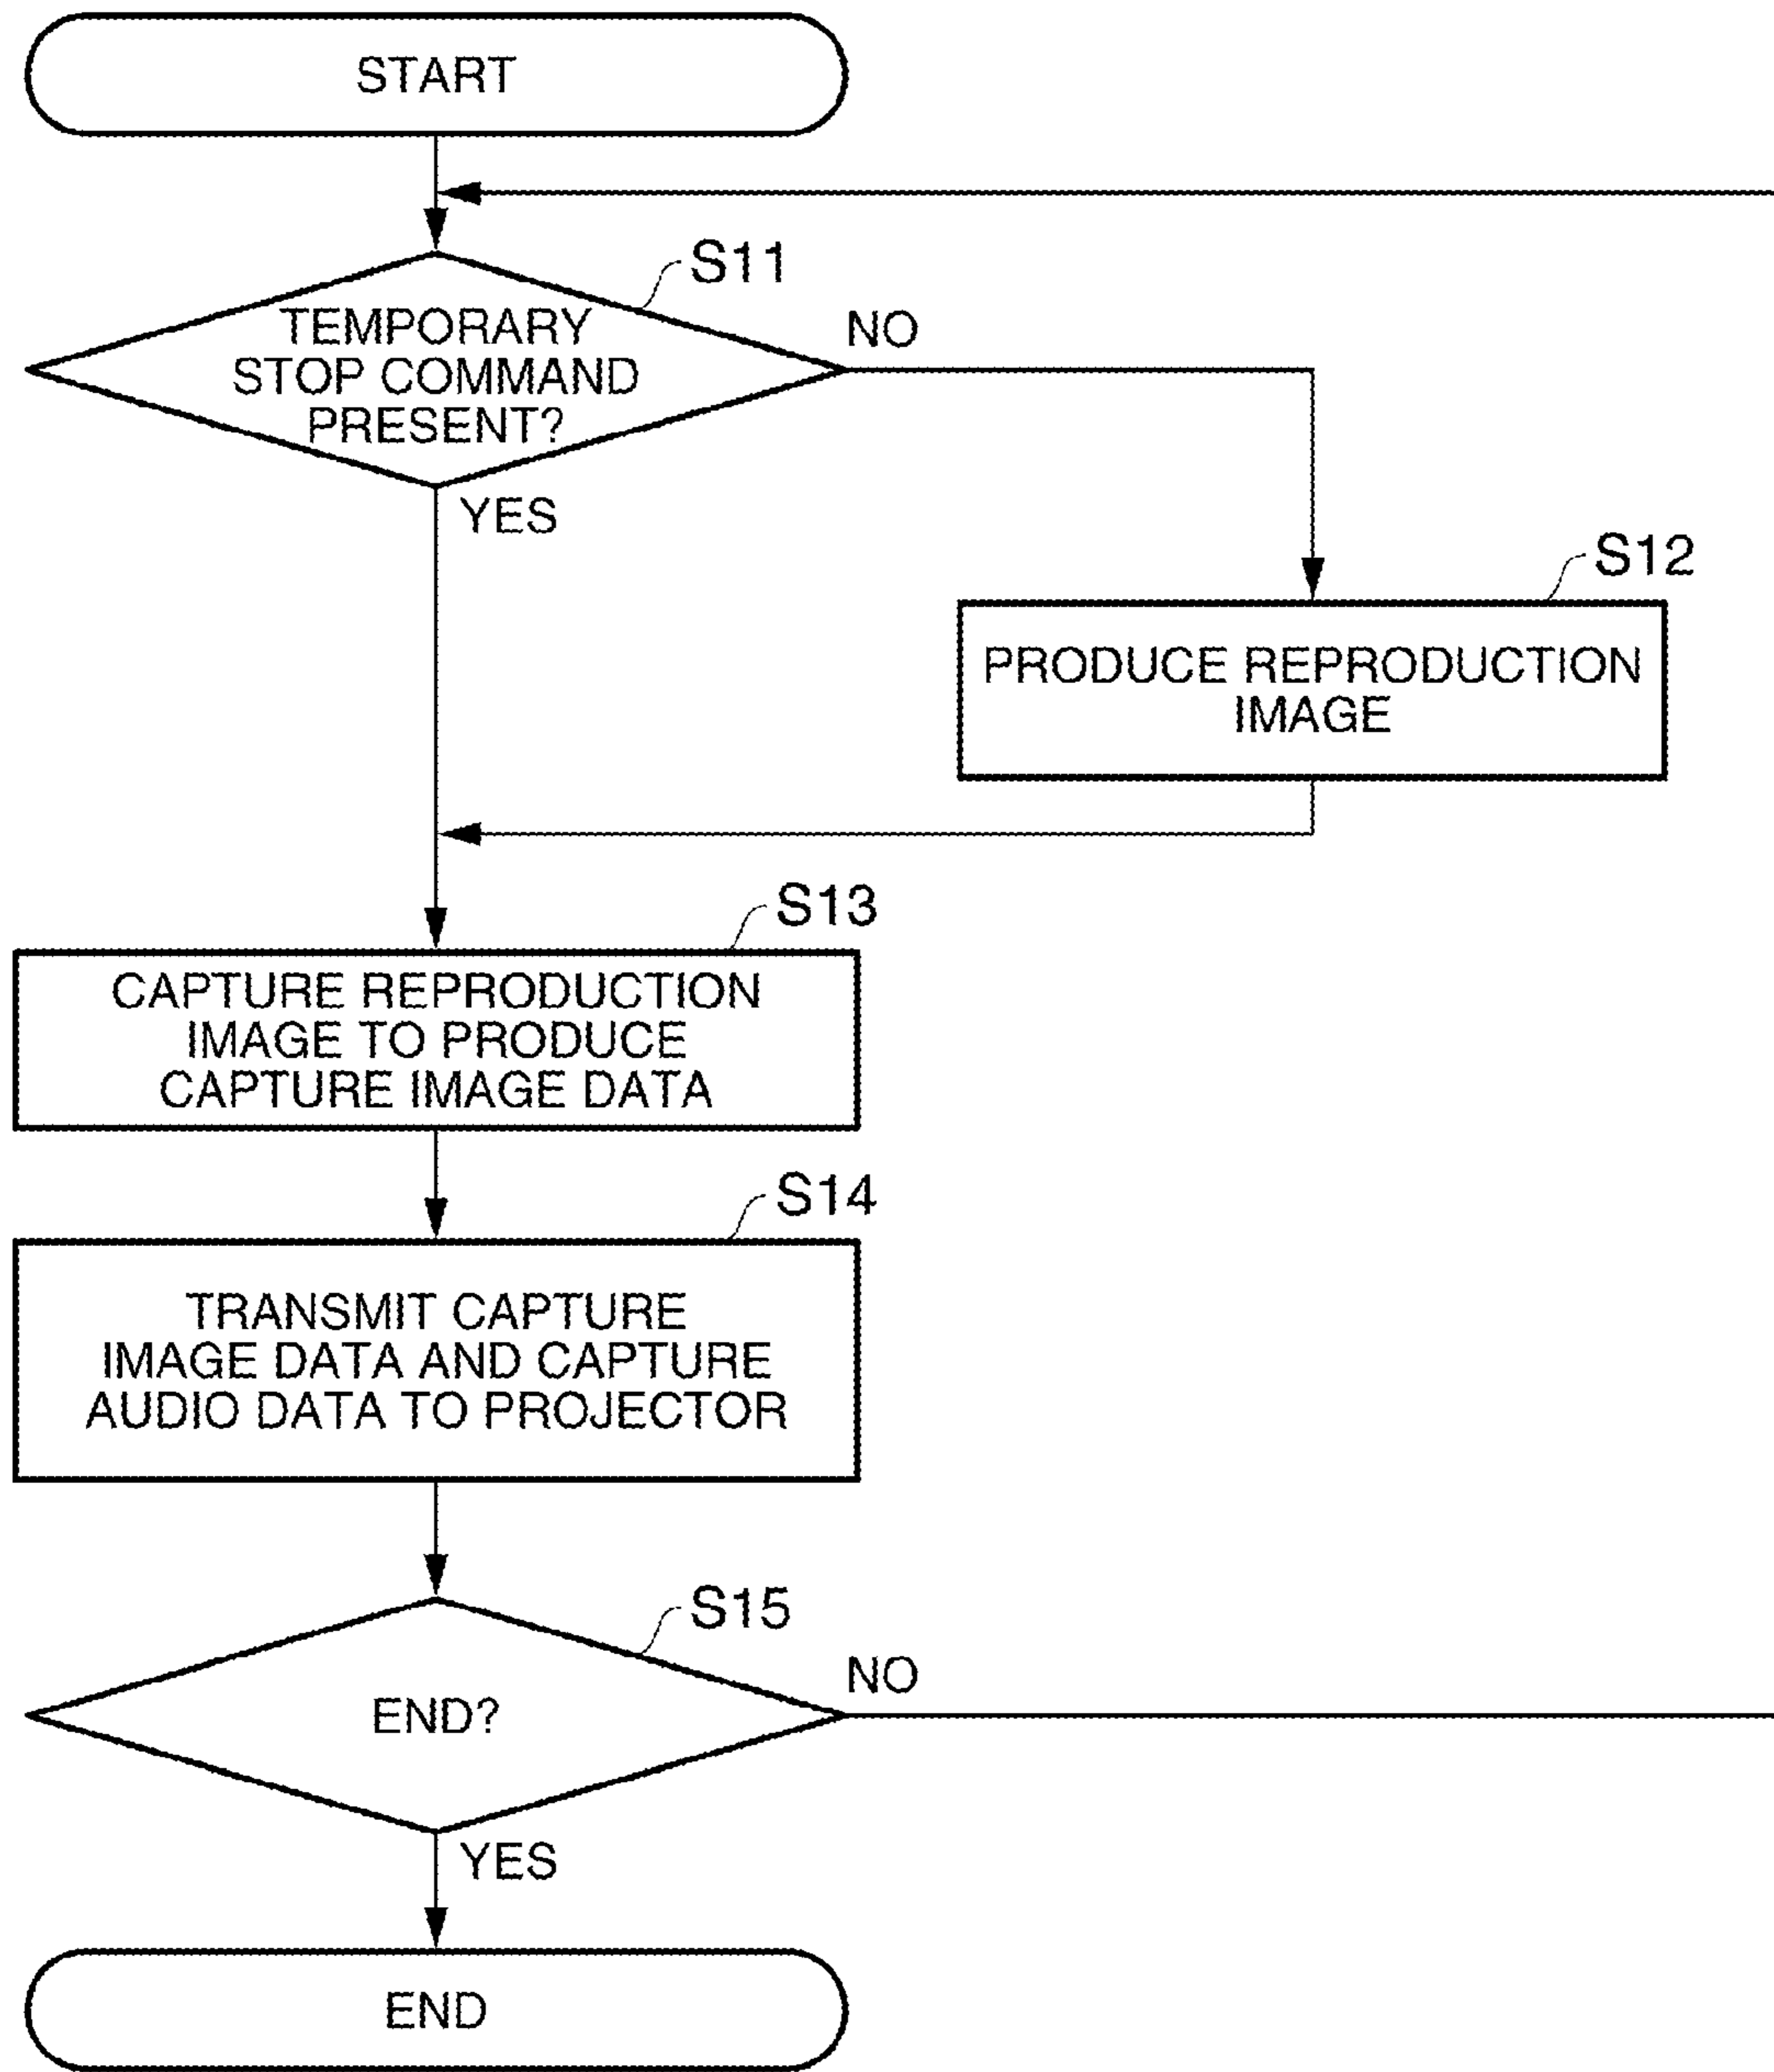 START
S11
TEMPORARY
STOP COMMAND
PRESENT?
NO
YES
S12
PRODUCE REPRODUCTION
IMAGE
S13
CAPTURE REPRODUCTION
IMAGE TO PRODUCE
CAPTURE IMAGE DATA
S14
TRANSMIT CAPTURE
IMAGE DATA AND CAPTURE
AUDIO DATA TO PROJECTOR
S15
END?
NO
YES
END